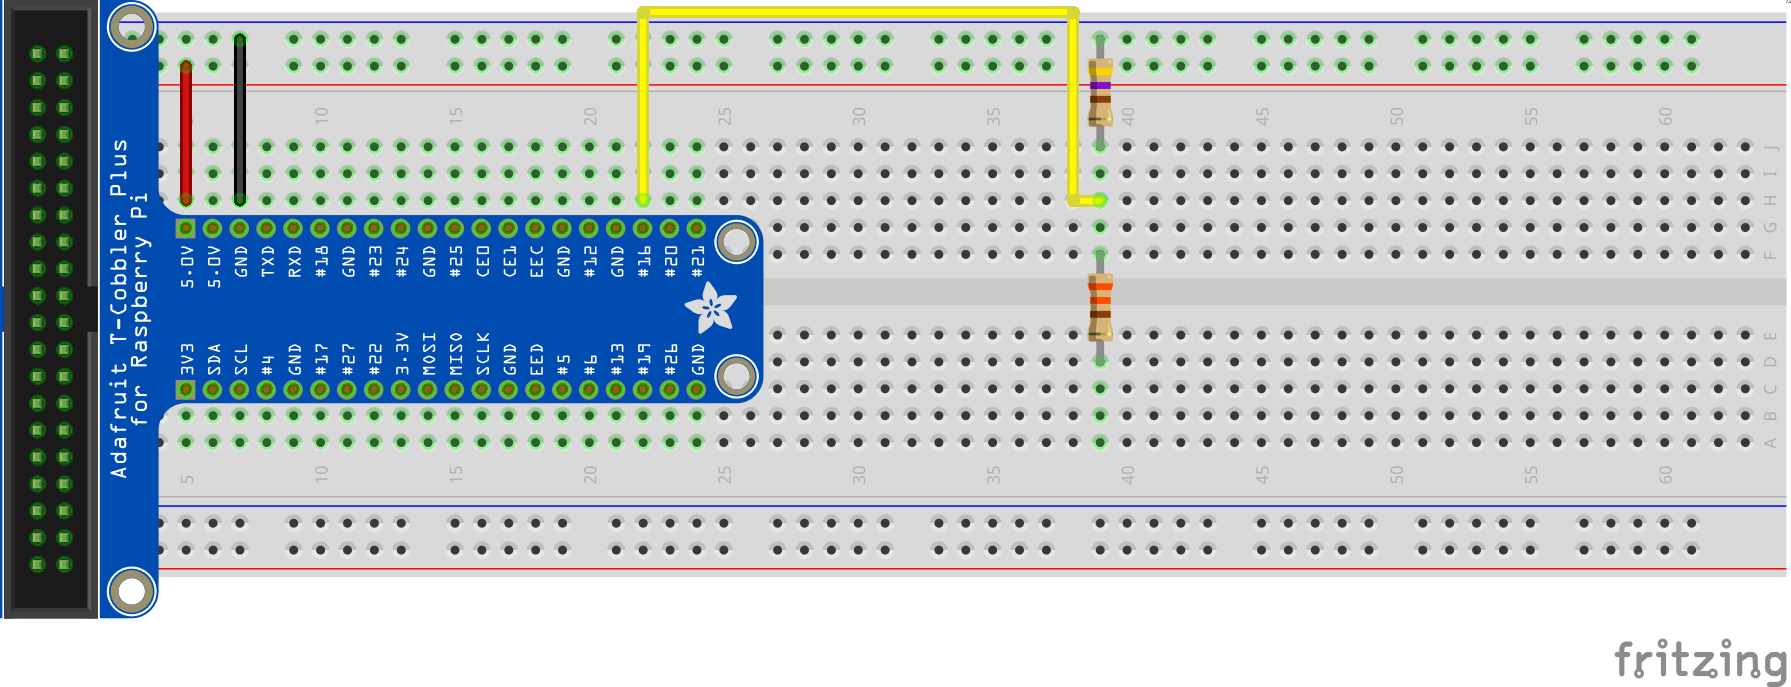 Adafruit T-Cobbler Plus
for Raspberry Pi
10 15 20 25 30 35 40 45 50 55 60
J
I
H
G
F
5.0V 5.0V GND TXD RXD #18 GND #23 #24 GND #25 CE0 CE1 EEC GND #12 GND #16 #20 #21
3V3 SDA SCL #4 GND #17 #27 #22 3.3V MOSI MISO SCLK GND EED #5 #6 #13 #19 #26 GND
E
D
C
B
A
5 10 15 20 25 30 35 40 45 50 55 60
fritzing